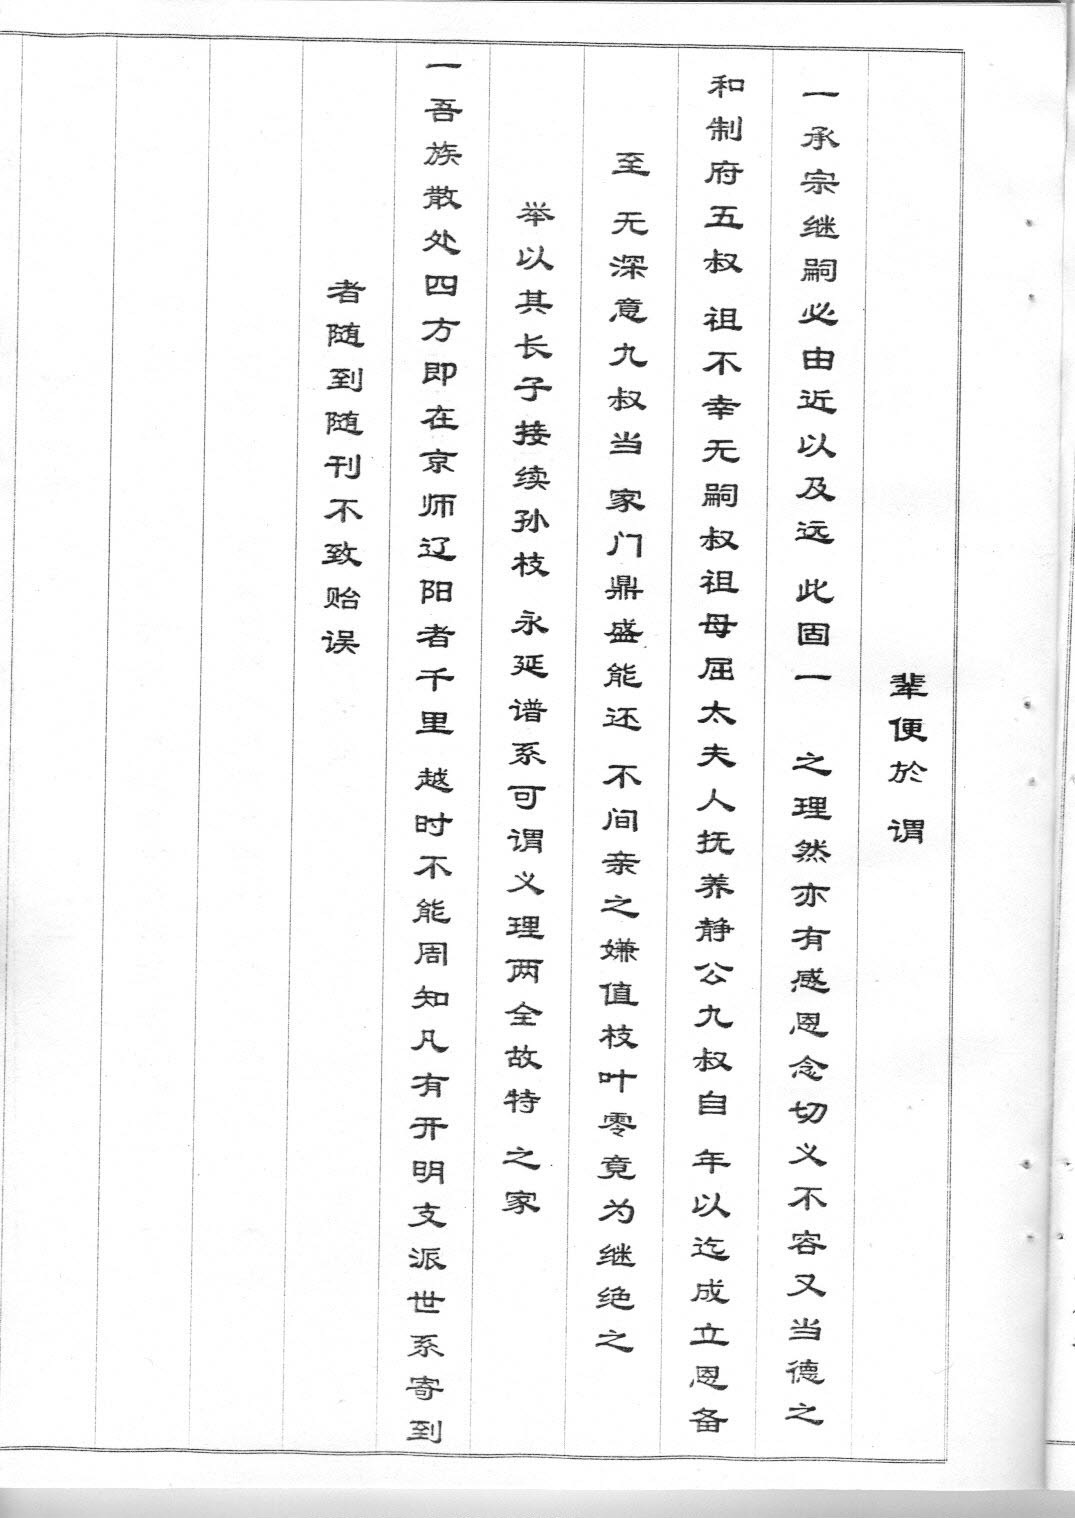 辈便於 谓
一承宗继嗣必由近以及远 此固一 之理然亦有感恩念切义不容又当德之
和制府五叔 祖不幸无嗣叔祖母屈太夫人抚养静公九叔自 年以迄成立恩备
至 无深意九叔当 家门鼎盛能还 不间亲之嫌值枝叶零竟为继绝之
举以其长子接续孙枝 永延谱系可谓义理两全故特 之家
一吾族散处四方即在京师辽阳者千里 越时不能周知凡有开明支派世系寄到
者随到随刊不致贻误